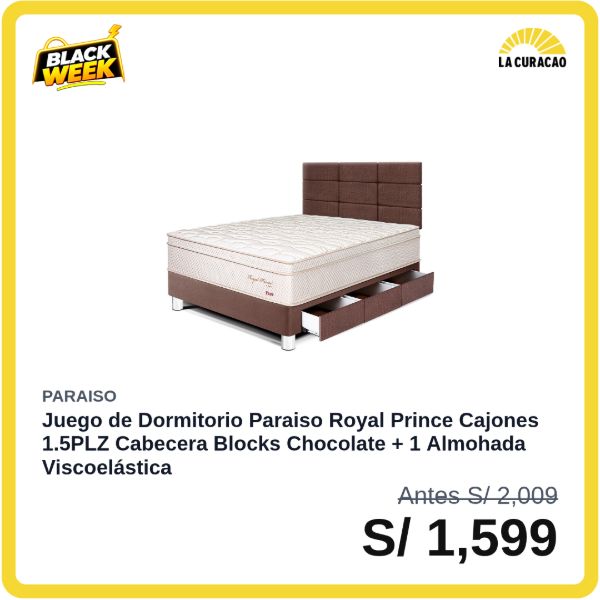 BLACK
WEEK
LA CURACAO
PARAISO
Juego de Dormitorio Paraiso Royal Prince Cajones
1.5PLZ Cabecera Blocks Chocolate + 1 Almohada
Viscoelástica
Antes S/ 2,009
S/ 1,599